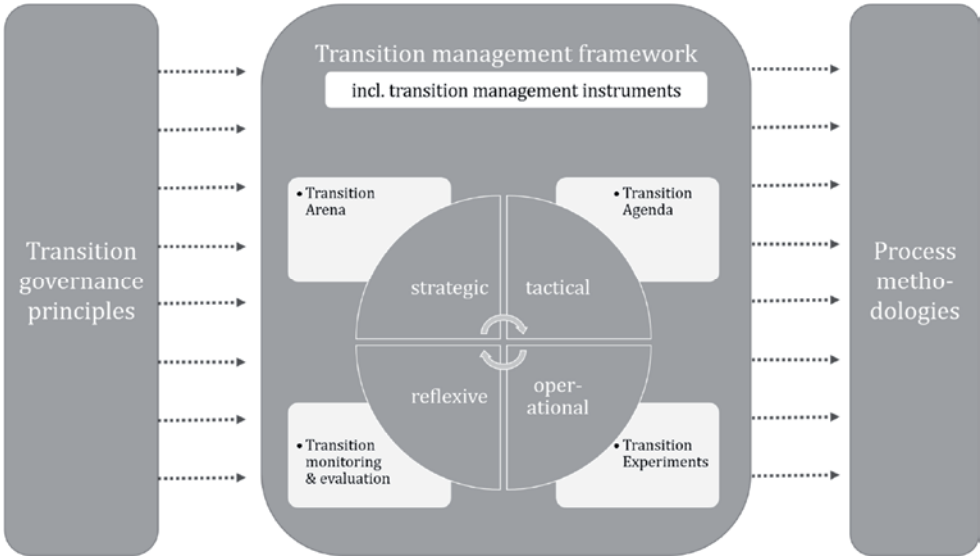 Transition
governance
principles
Transition management framework
incl. transition management instruments
• Transition
Arena
• Transition
Agenda
strategic
tactical
reflexive
oper-
ational
• Transition
monitoring
& evaluation
• Transition
Experiments
Process
metho-
dologies